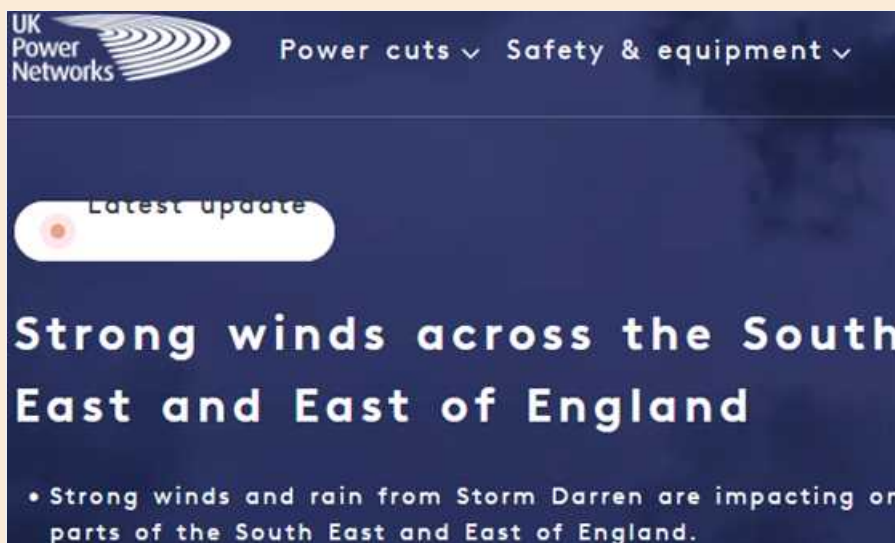 UK
Power
Networks
Power cuts Safety & equipment
Latest update
Strong winds across the South
East and East of England
• Strong winds and rain from Storm Darren are impacting on
parts of the South East and East of England.